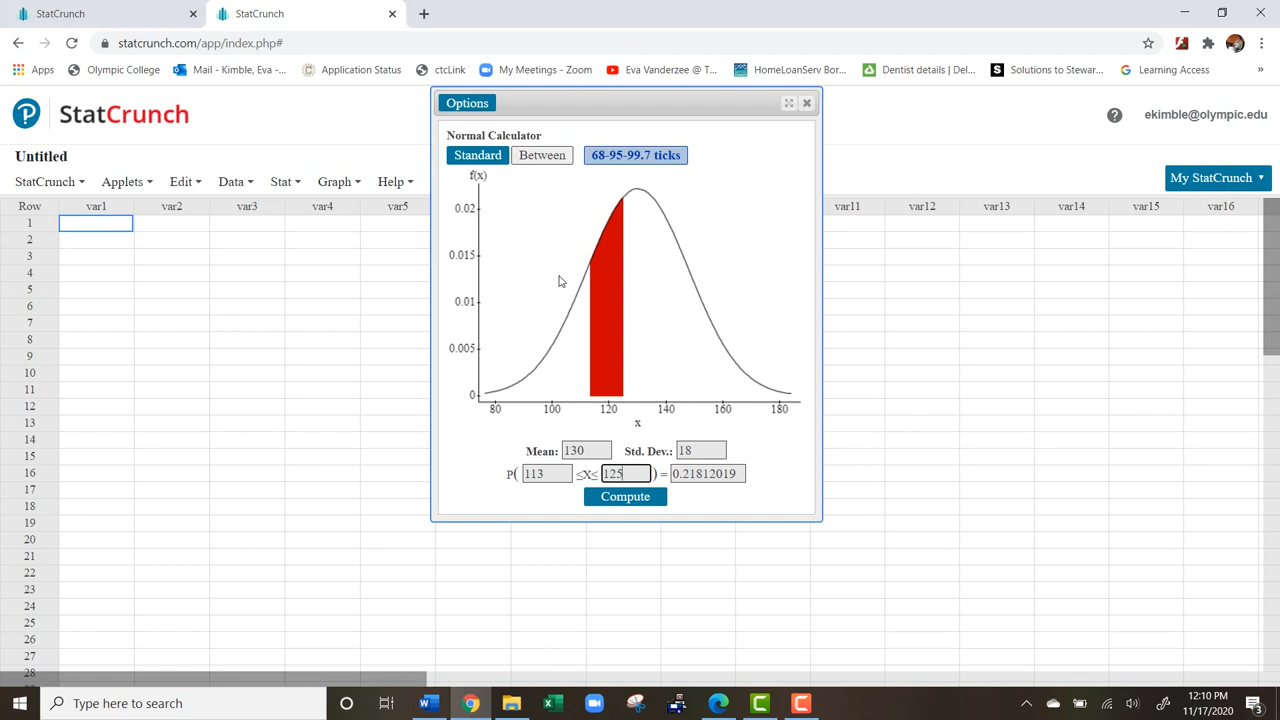 StatCrunch
StatCrunch
statcrunch.com/app/index.php#
Apps
Olympic College
Mail - Kimble, Eva -...
Application Status
ctcLink
My Meetings - Zoom
Eva Vanderzee @ T...
HomeLoanServ Bor...
Dentist details | Del...
Solutions to Stewar...
Learning Access
»
P
StatCrunch
ekimble@olympic.edu
Untitled
StatCrunch Applets Edit Data Stat Graph Help
My StatCrunch
Row var1 var2 var3 var4 var5 var11 var12 var13 var14 var15 var16
1
2
3
4
5
6
7
8
9
10
11
12
13
14
15
16
17
18
19
20
21
22
23
24
25
26
27
28
Options
Normal Calculator
Standard Between 68-95-99.7 ticks
f(x)
0.02
0.015
0.01
0.005
0
80 100 120 140 160 180
x
Mean: 130 Std. Dev.: 18
P( 113 ≤X≤ 125 ) = 0.21812019
Compute
Type here to search
12:10 PM
11/17/2020
3